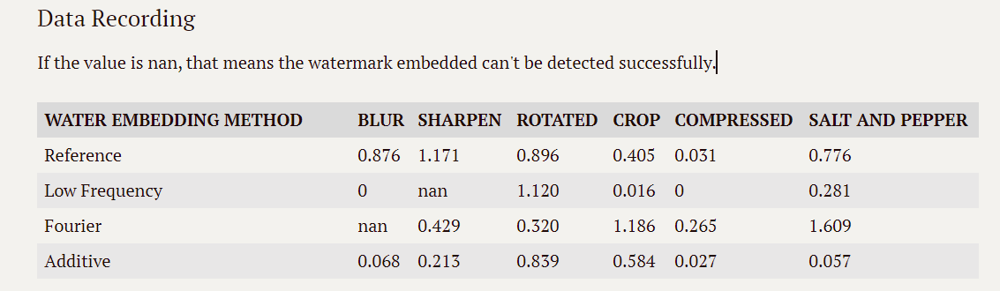 Data Recording
If the value is nan, that means the watermark embedded can't be detected successfully.
WATER EMBEDDING METHOD BLUR SHARPEN ROTATED CROP COMPRESSED SALT AND PEPPER
Reference 0.876 1.171 0.896 0.405 0.031 0.776
Low Frequency 0 nan 1.120 0.016 0 0.281
Fourier nan 0.429 0.320 1.186 0.265 1.609
Additive 0.068 0.213 0.839 0.584 0.027 0.057